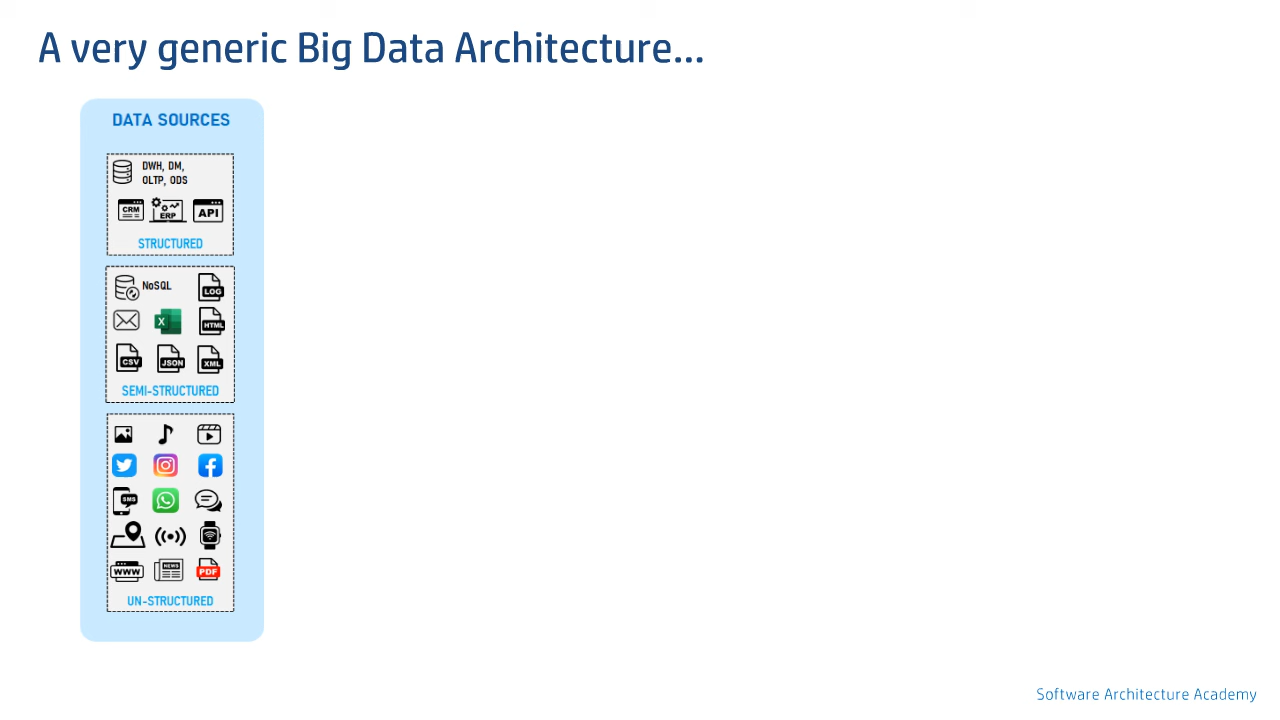 A very generic Big Data Architecture...
DATA SOURCES
DWH, DM,
OLTP, ODS
CRM
ERP
API
STRUCTURED
NoSQL
LOG
X
HTML
CSV
JSON
XML
SEMI-STRUCTURED
SMS
WWW
NEWS
PDF
UN-STRUCTURED
Software Architecture Academy